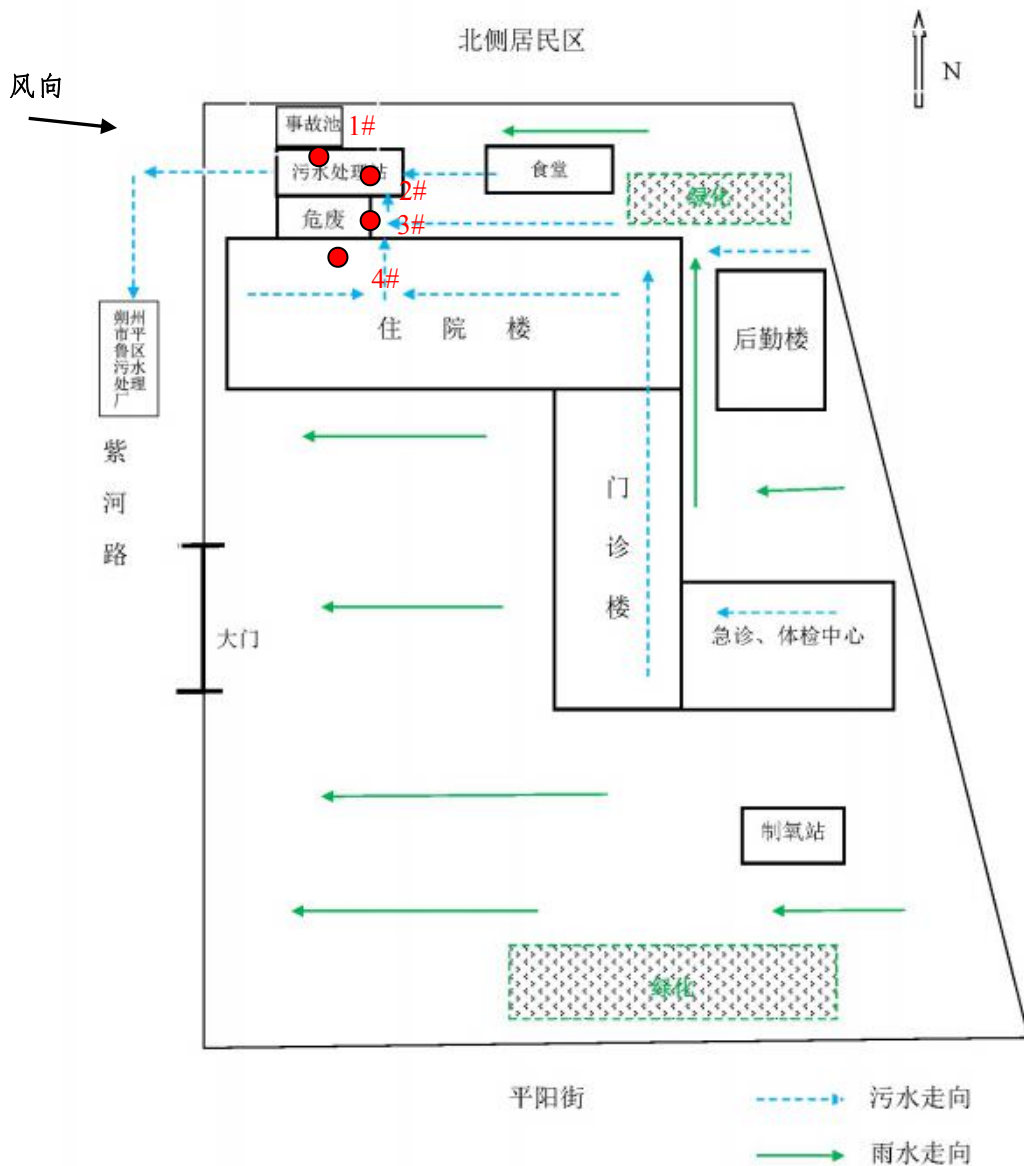 北侧居民区
N
风向
事故池
1#
污水处理站
食堂
2#
绿化
危废
3#
4#
住院楼
后勤楼
朔州
市平
鲁区
污水
处理
厂
紫河路
门诊楼
大门
急诊、体检中心
制氧站
绿化
平阳街
污水走向
雨水走向